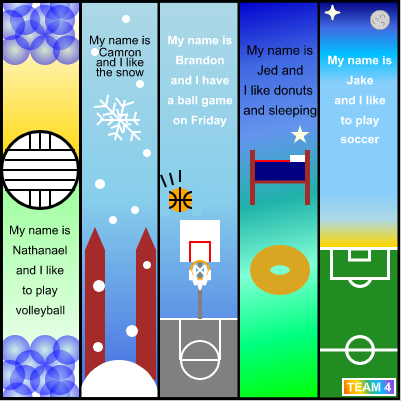 My name is
Nathanael
and I like
to play
volleyball
My name is
Camron
and I like
the snow
My name is
Brandon
and I have
a ball game
on Friday
My name is
Jed and
I like donuts
and sleeping
My name is
Jake
and I like
to play
soccer
TEAM 4